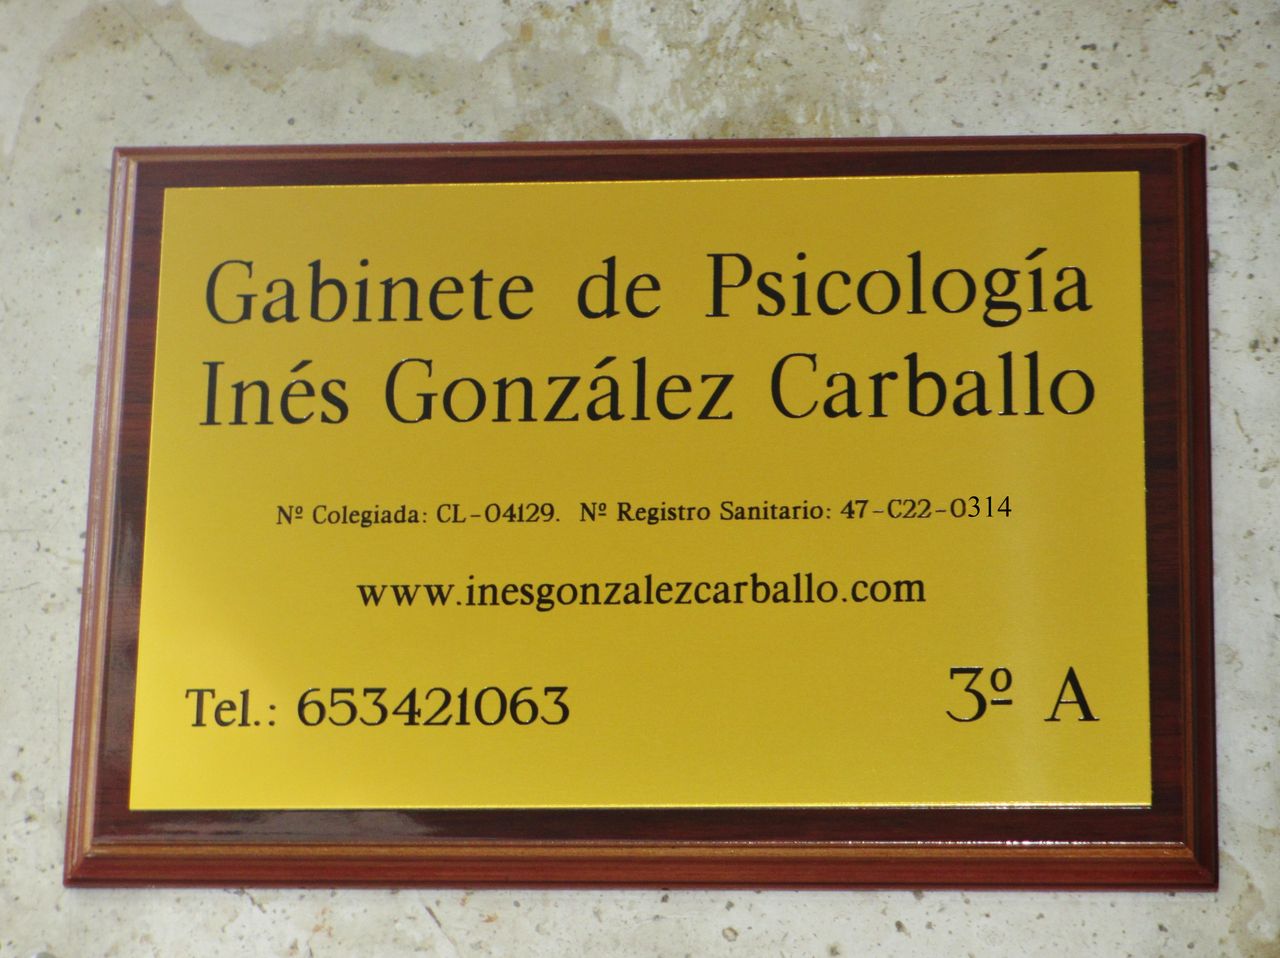 Gabinete de Psicología
Inés González Carballo
Nº Colegiada: CL-04129. Nº Registro Sanitario: 47-C22-0314
www.inesgonzalezcarballo.com
Tel.: 653421063
3º A